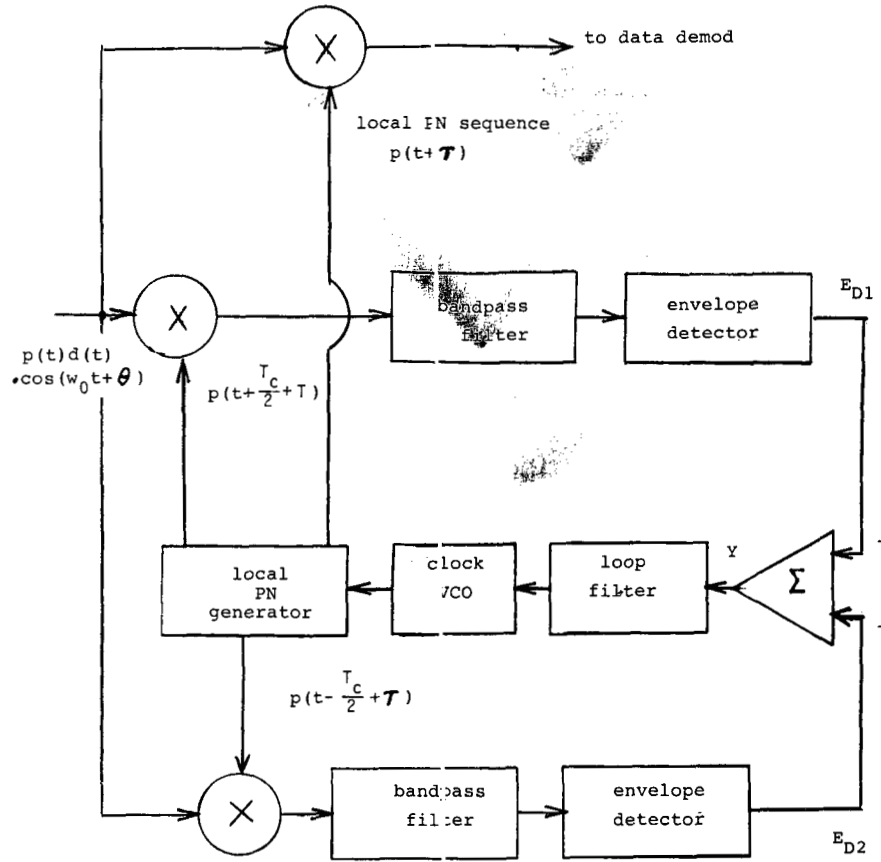 X
to data demod
local PN sequence
p(t+τ)
E_D1
X
bandpass
filter
envelope
detector
p(t)d(t)
•cos(w_0t+θ)
p(t+T_c/2+T)
local
PN
generator
clock
VCO
loop
filter
Y
Σ
-
-
p(t-T_c/2+τ)
X
bandpass
filter
envelope
detector
E_D2